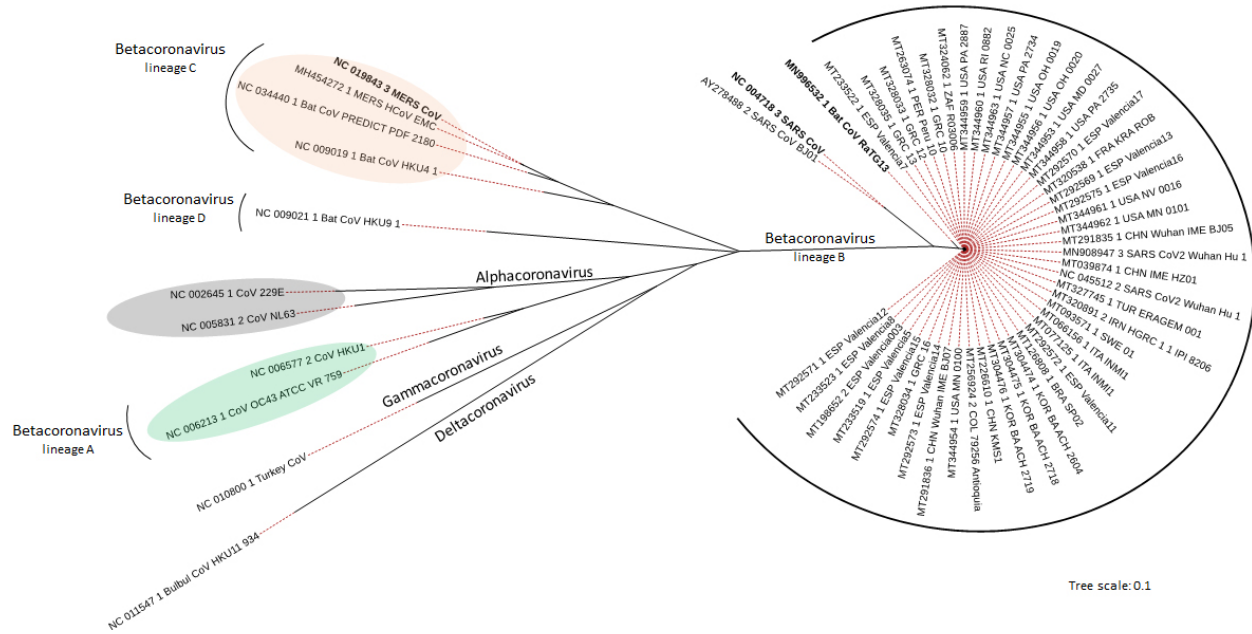 Betacoronavirus
lineage C
NC 019843 3 MERS CoV
MH454272 1 MERS HCoV EMC
NC 034440 1 Bat CoV PREDICT PDF 2180
NC 009019 1 Bat CoV HKU4 1
Betacoronavirus
lineage D
NC 009021 1 Bat CoV HKU9 1
Alphacoronavirus
NC 002645 1 CoV 229E
NC 005831 2 CoV NL63
NC 006577 2 CoV HKU1
NC 006213 1 CoV OC43 ATCC VR 759
Betacoronavirus
lineage A
Gammacoronavirus
NC 010800 1 Turkey CoV
Deltacoronavirus
NC 011547 1 Bulbul CoV HKU11 934
Betacoronavirus
lineage B
NC 004718 3 SARS CoV
AY278488 2 SARS CoV BJ01
MN996532 1 Bat CoV RaTG13
MT233522 1 ESP Valencia7
MT328035 1 GRC 13
MT263074 1 PER Peru 10
MT328033 1 GRC 12
MT328032 1 GRC 10
MT324062 1 ZAF R03006
MT344959 1 USA PA 2887
MT344960 1 USA RI 0882
MT344963 1 USA NC 0025
MT344957 1 USA PA 2734
MT344955 1 USA OH 0019
MT344956 1 USA OH 0020
MT344953 1 USA MD 0027
MT344958 1 USA PA 2735
MT292570 1 ESP Valencia17
MT320538 1 FRA KRA ROB
MT292569 1 ESP Valencia13
MT292575 1 ESP Valencia16
MT344961 1 USA NV 0016
MT344962 1 USA MN 0101
MT291835 1 CHN Wuhan IME BJ05
MN908947 3 SARS CoV2 Wuhan Hu 1
MT039874 1 CHN IME HZ01
NC 045512 2 SARS CoV2 Wuhan Hu 1
MT327745 1 TUR ERAGEM 001
MT320891 2 IRN HGRC 1 1 IPI 8206
MT093571 1 SWE 01
MT066156 1 ITA INMI1
MT077125 1 ITA INMI1
MT292572 1 ESP Valencia11
MT126808 1 BRA SP02
MT304474 1 KOR BA ACH 2604
MT304475 1 KOR BA ACH 2718
MT304476 1 KOR BA ACH 2719
MT226610 1 CHN KMS1
MT256924 2 COL 79256 Antioquia
MT344954 1 USA MN 0100
MT291836 1 CHN Wuhan IME BJ07
MT292573 1 ESP Valencia14
MT328034 1 GRC 16
MT292574 1 ESP Valencia15
MT233519 1 ESP Valencia5
MT198652 2 ESP Valencia003
MT233523 1 ESP Valencia8
MT292571 1 ESP Valencia12
Tree scale: 0.1